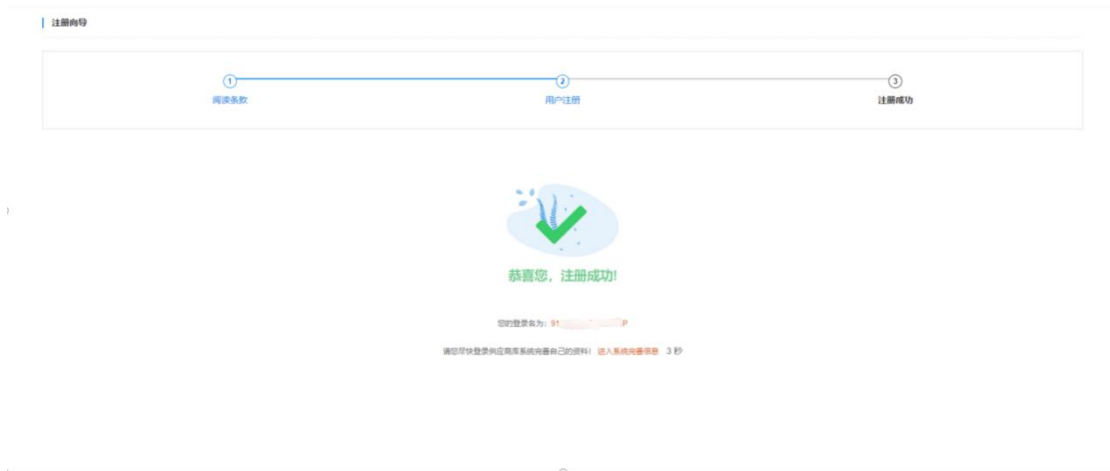 注册向导
1
阅读条款
2
用户注册
3
注册成功
恭喜您，注册成功!
您的登录名为: 91 P
请您尽快登录供应商库系统完善自己的资料! 进入系统完善信息 3 秒